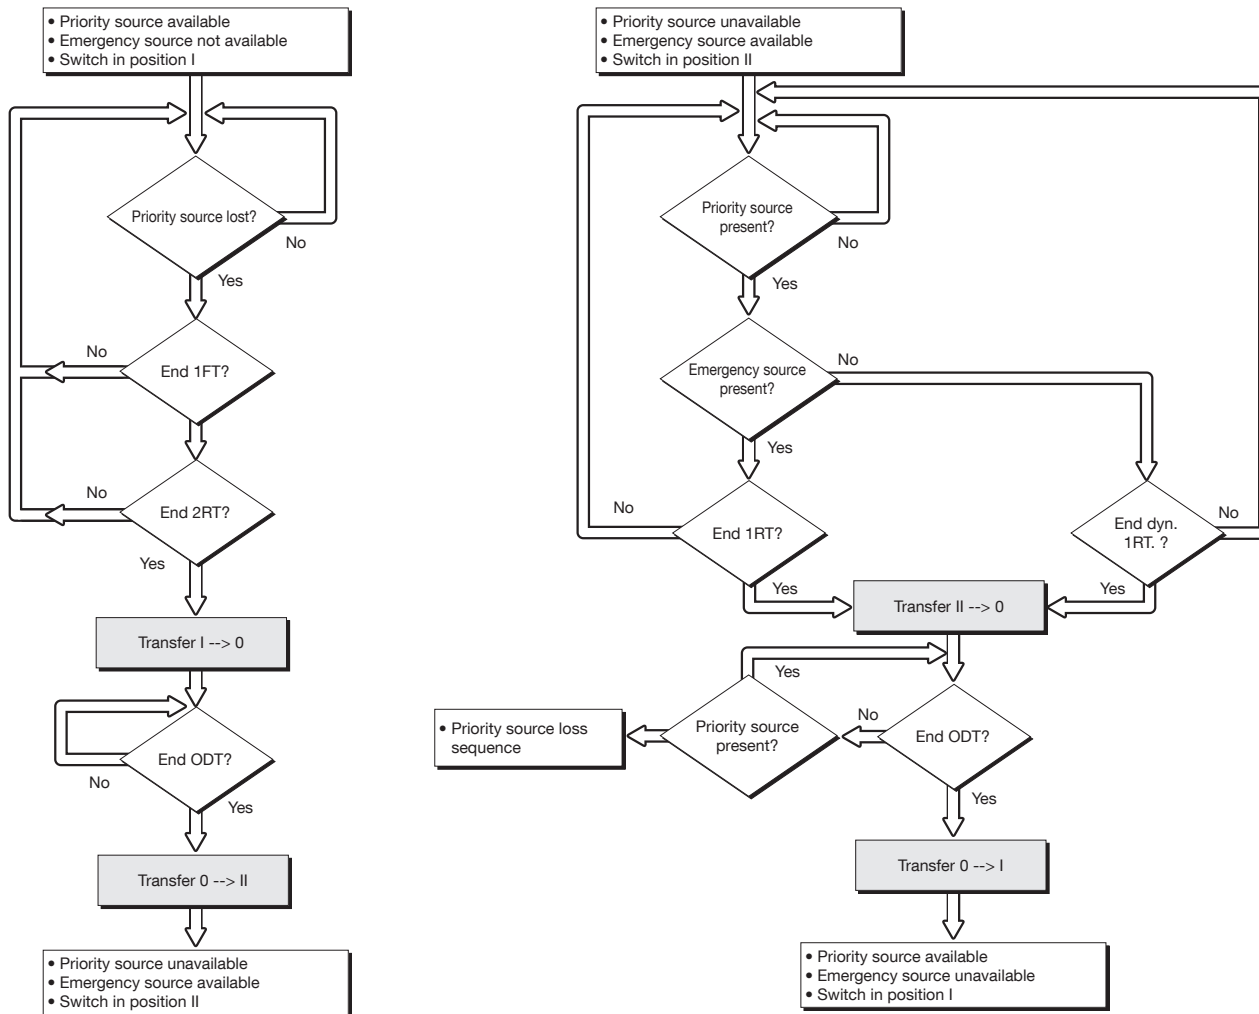 • Priority source available
• Emergency source not available
• Switch in position I
Priority source lost?
No
Yes
End 1FT?
No
End 2RT?
No
Yes
Transfer I --> 0
End ODT?
No
Yes
Transfer 0 --> II
• Priority source unavailable
• Emergency source available
• Switch in position II
• Priority source unavailable
• Emergency source available
• Switch in position II
Priority source
present?
No
Yes
Emergency source
present?
No
Yes
End 1RT?
No
Yes
End dyn.
1RT. ?
No
Yes
Transfer II --> 0
End ODT?
No
Priority source
present?
Yes
• Priority source loss
sequence
Yes
Transfer 0 --> I
• Priority source available
• Emergency source unavailable
• Switch in position I